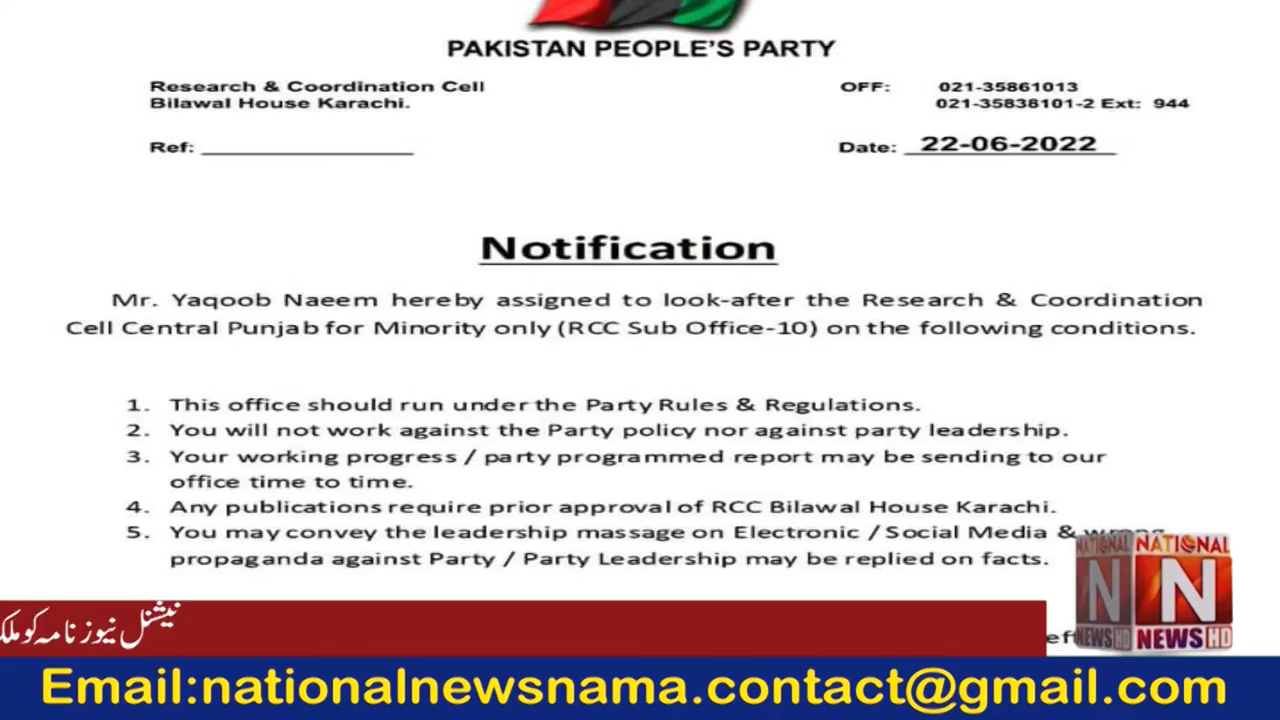 PAKISTAN PEOPLE'S PARTY
Research & Coordination Cell
Bilawal House Karachi.
OFF: 021-35861013
021-35838101-2 Ext: 944
Ref:
Date: 22-06-2022
Notification
Mr. Yaqoob Naeem hereby assigned to look-after the Research & Coordination
Cell Central Punjab for Minority only (RCC Sub Office-10) on the following conditions.
1. This office should run under the Party Rules & Regulations.
2. You will not work against the Party policy nor against party leadership.
3. Your working progress / party programmed report may be sending to our
office time to time.
4. Any publications require prior approval of RCC Bilawal House Karachi.
5. You may convey the leadership massage on Electronic / Social Media & wrong
propaganda against Party / Party Leadership may be replied on facts.
NATIONAL NATIONAL
N N
NEWS HD NEWS HD
نیشنل نیوز نامہ کو ملک
Email:nationalnewsnama.contact@gmail.com